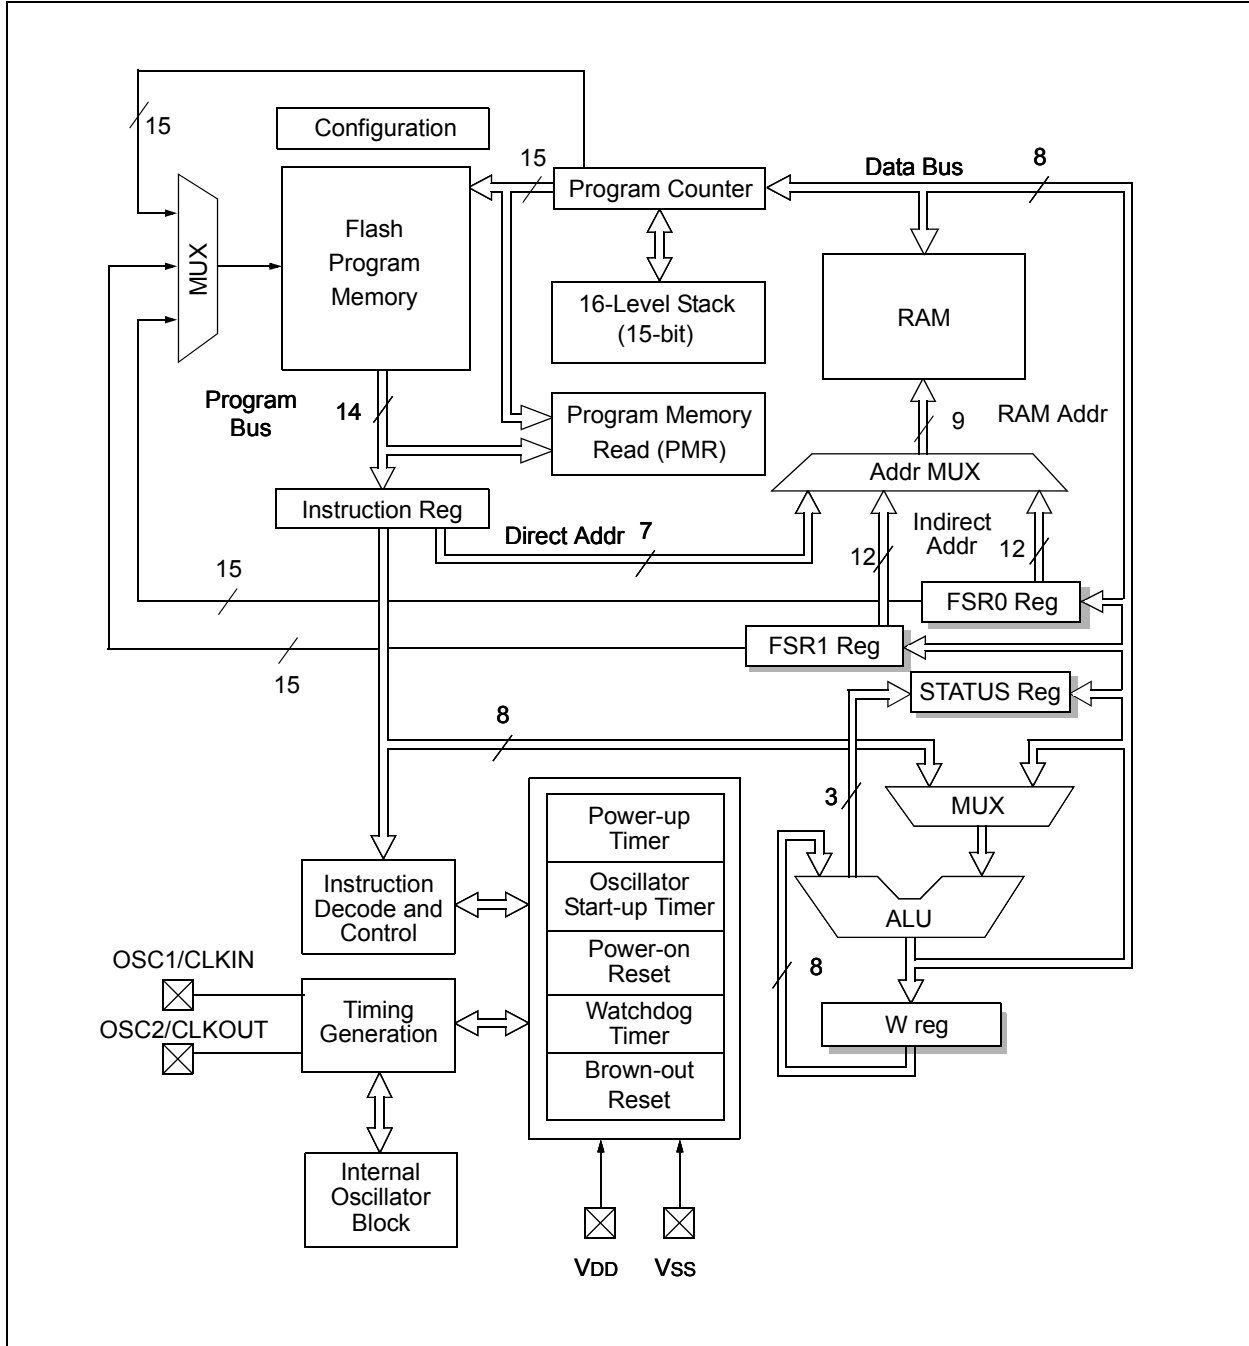 15
Configuration
15
Program Counter
Data Bus
8
MUX
Flash
Program
Memory
16-Level Stack
(15-bit)
RAM
Program
Bus
14
Program Memory
Read (PMR)
9
RAM Addr
Addr MUX
Instruction Reg
Direct Addr
7
Indirect
Addr
12
12
15
FSR0 Reg
FSR1 Reg
15
STATUS Reg
8
3
MUX
Power-up
Timer
Oscillator
Start-up Timer
Power-on
Reset
Watchdog
Timer
Brown-out
Reset
Instruction
Decode and
Control
ALU
8
OSC1/CLKIN
OSC2/CLKOUT
Timing
Generation
W reg
Internal
Oscillator
Block
VDD
VSS